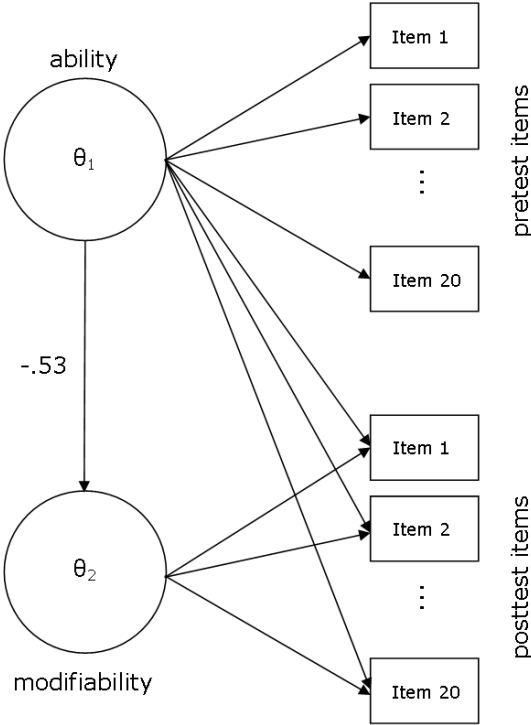 ability
θ₁
-.53
θ₂
modifiability
Item 1
Item 2
⋮
Item 20
pretest items
Item 1
Item 2
⋮
Item 20
posttest items